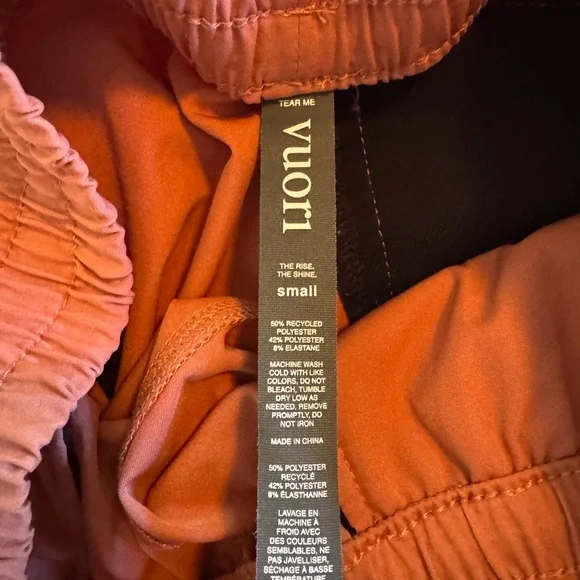 TEAR ME
vuori
THE RISE.
THE SHINE.
small
50% RECYCLED
POLYESTER
42% POLYESTER
8% ELASTANE
MACHINE WASH
COLD WITH LIKE
COLORS, DO NOT
BLEACH, TUMBLE
DRY LOW AS
NEEDED, REMOVE
PROMPTLY, DO
NOT IRON
MADE IN CHINA
50% POLYESTER
RECYCLÉ
42% POLYESTER
8% ÉLASTHANNE
LAVAGE EN
MACHINE À
FROID AVEC
DES COULEURS
SEMBLABLES, NE
PAS JAVELLISER,
SÉCHAGE À BASSE
TEMPÉRATURE